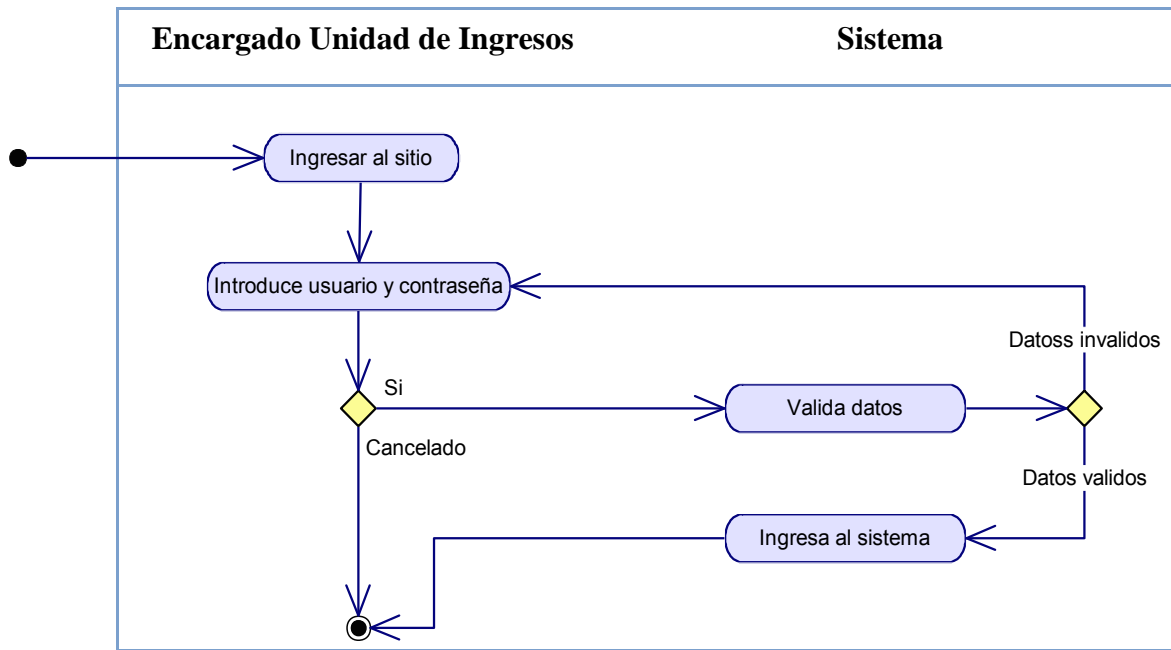 Encargado Unidad de Ingresos
Sistema
Ingresar al sitio
Introduce usuario y contraseña
Datoss invalidos
Si
Valida datos
Cancelado
Datos validos
Ingresa al sistema